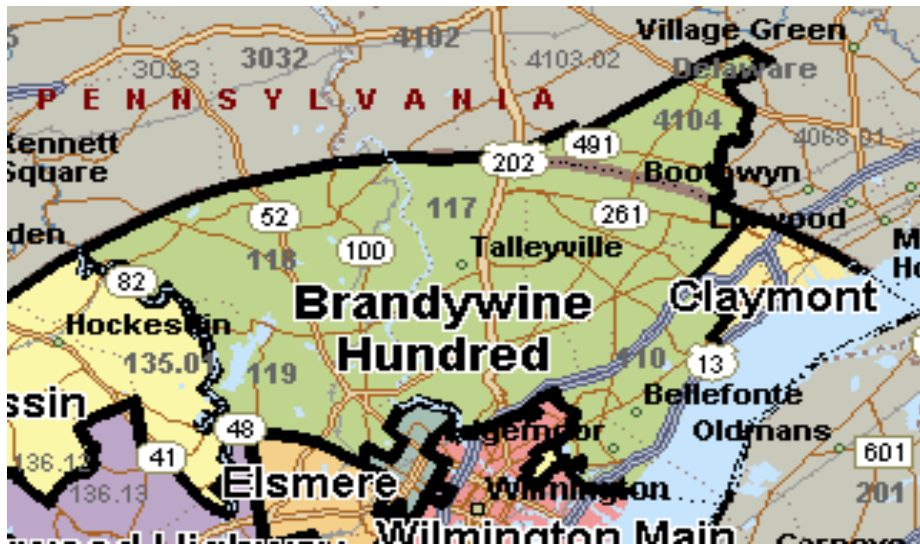 Village Green
4102
3032
3033
4103.02
Delaware
PENNSYLVANIA
4104
4068.01
Kennett
Square
491
202
Boothwyn
52
117
261
Linwood
den
100
Talleyville
118
82
Brandywine
Hundred
Claymont
Hockessin
135.01
119
110
13
Bellefonte
ssin
48
Oldmans
41
601
136.13
Elsmere
201
Wilmington
Wilmington Main